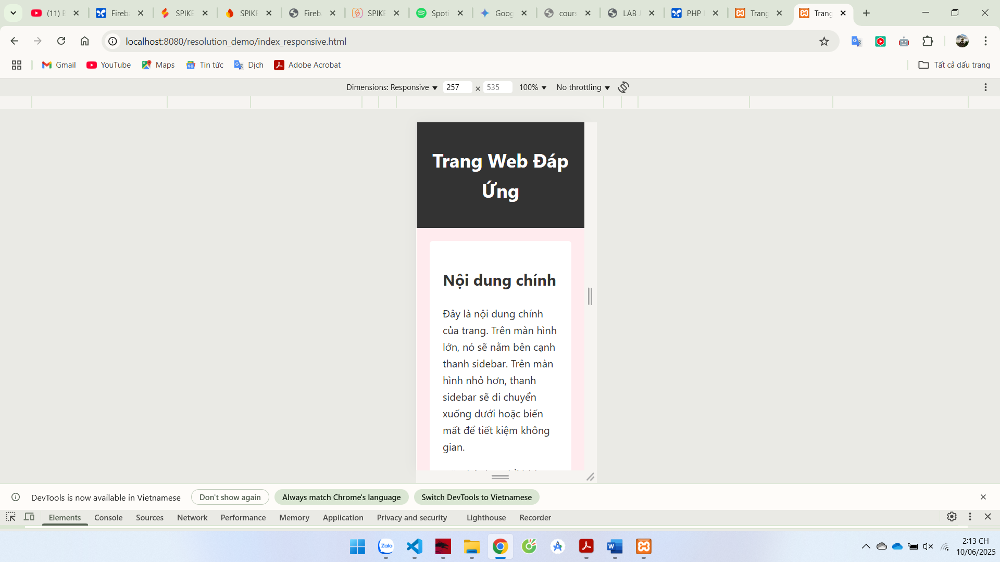 (11) E
Fireb
SPIKE
SPIKE
Fireb
SPIKE
Spoti
Goog
cours
LAB J
PHP
Trang
Trang
localhost:8080/resolution_demo/index_responsive.html
Gmail
YouTube
Maps
Tin tức
Dịch
Adobe Acrobat
Tất cả dấu trang
Dimensions: Responsive 257 × 535 100% No throttling
Trang Web Đáp
Ứng
Nội dung chính
Đây là nội dung chính
của trang. Trên màn hình
lớn, nó sẽ nằm bên cạnh
thanh sidebar. Trên màn
hình nhỏ hơn, thanh
sidebar sẽ di chuyển
xuống dưới hoặc biến
mất để tiết kiệm không
gian.
DevTools is now available in Vietnamese
Don't show again
Always match Chrome's language
Switch DevTools to Vietnamese
Elements
Console
Sources
Network
Performance
Memory
Application
Privacy and security
Lighthouse
Recorder
Zalo
2:13 CH
10/06/2025